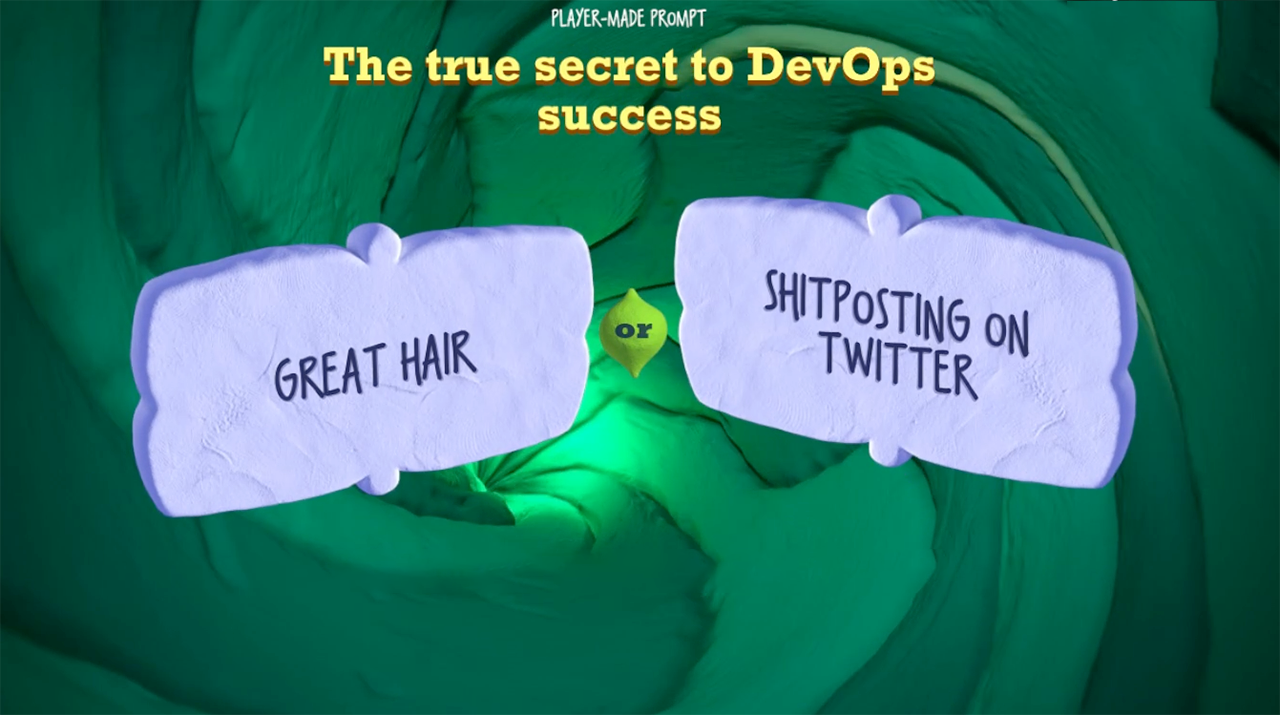 PLAYER-MADE PROMPT
The true secret to DevOps
success
GREAT HAIR
or
SHITPOSTING ON
TWITTER